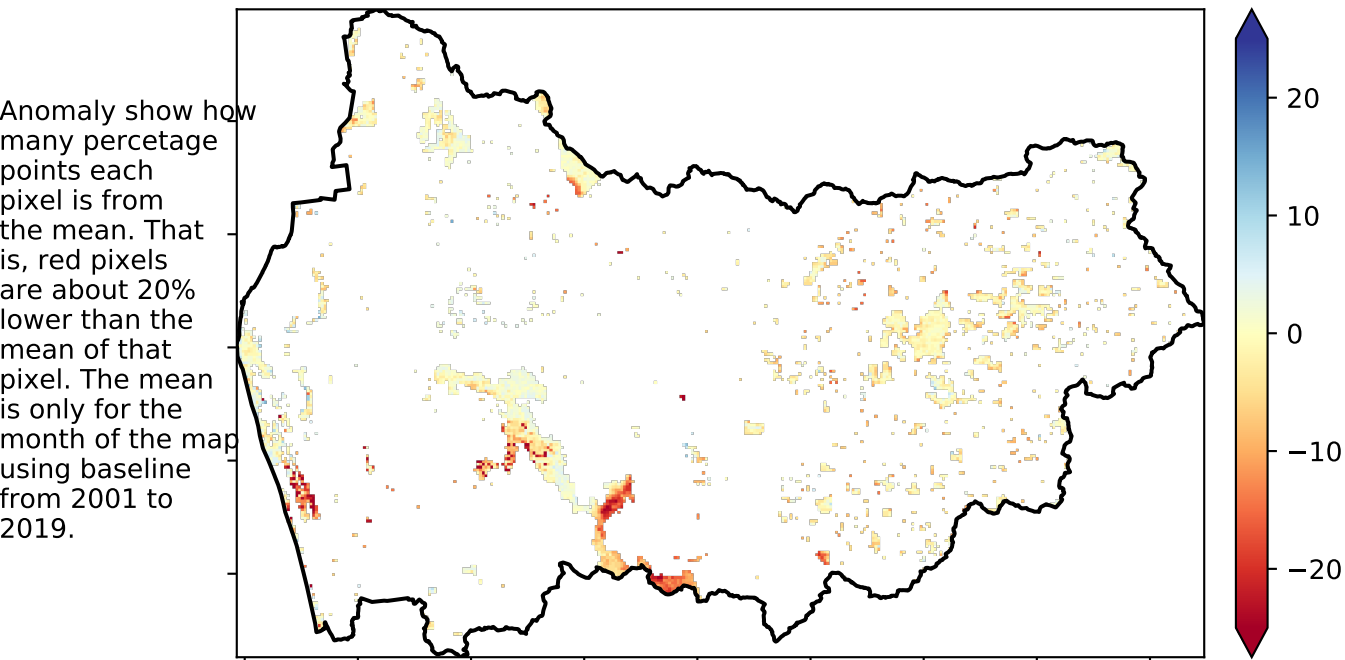 Anomaly show how
many percetage
points each
pixel is from
the mean. That
is, red pixels
are about 20%
lower than the
mean of that
pixel. The mean
is only for the
month of the map
using baseline
from 2001 to
2019.
20
10
0
−10
−20